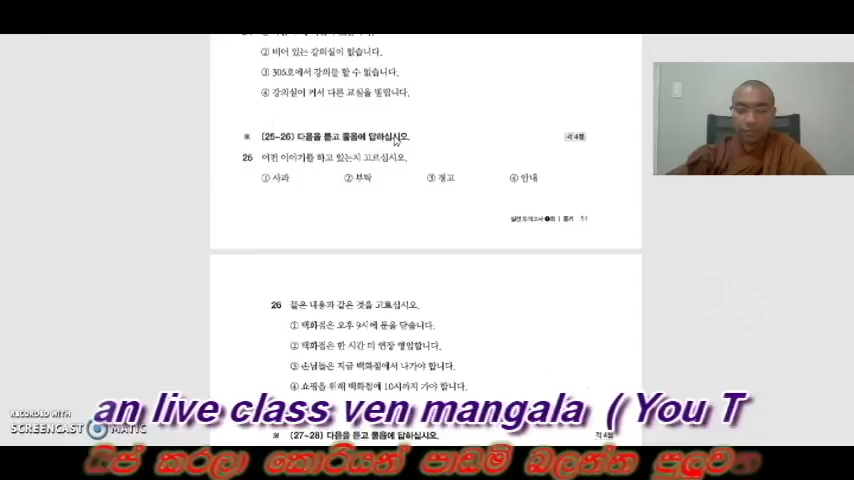 ② 비어 있는 강의실이 없습니다.
③ 305호에서 강의를 할 수 없습니다.
④ 강의실이 커서 다른 교실을 빌립니다.
※ [25~26] 다음을 듣고 물음에 답하십시오. 각 4점
25 어떤 이야기를 하고 있는지 고르십시오.
① 사과 ② 부탁 ③ 경고 ④ 안내
실전 모의고사 ❶회 | 듣기 51
26 들은 내용과 같은 것을 고르십시오.
① 백화점은 오후 9시에 문을 닫습니다.
② 백화점은 한 시간 더 연장 영업합니다.
③ 손님들은 지금 백화점에서 나가야 합니다.
④ 쇼핑을 위해 백화점에 10시까지 가야 합니다.
an live class ven mangala ( You T
RECORDED WITH
SCREENCAST MATIC
※ [27~28] 다음을 듣고 물음에 답하십시오. 각 4점
කරලා කොරියන් පාඩම් බලන්න පුලුව